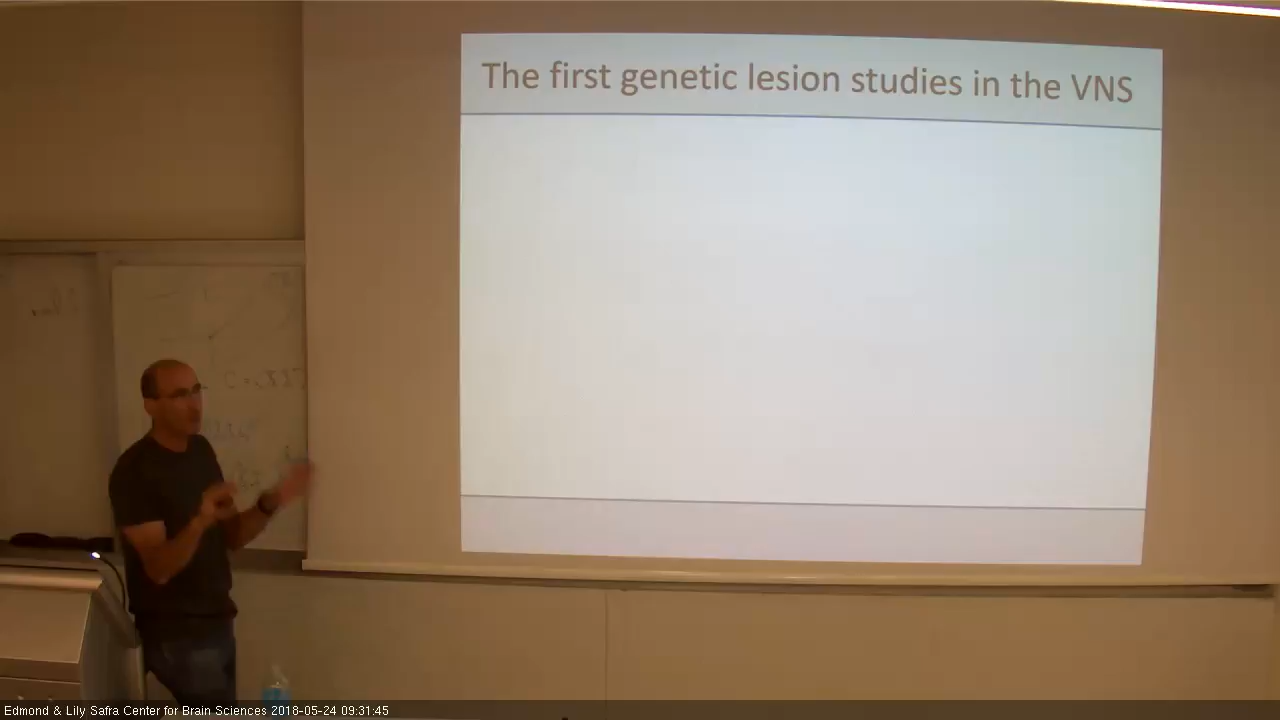 The first genetic lesion studies in the VNS
Edmond & Lily Safra Center for Brain Sciences 2018-05-24 09:31:45